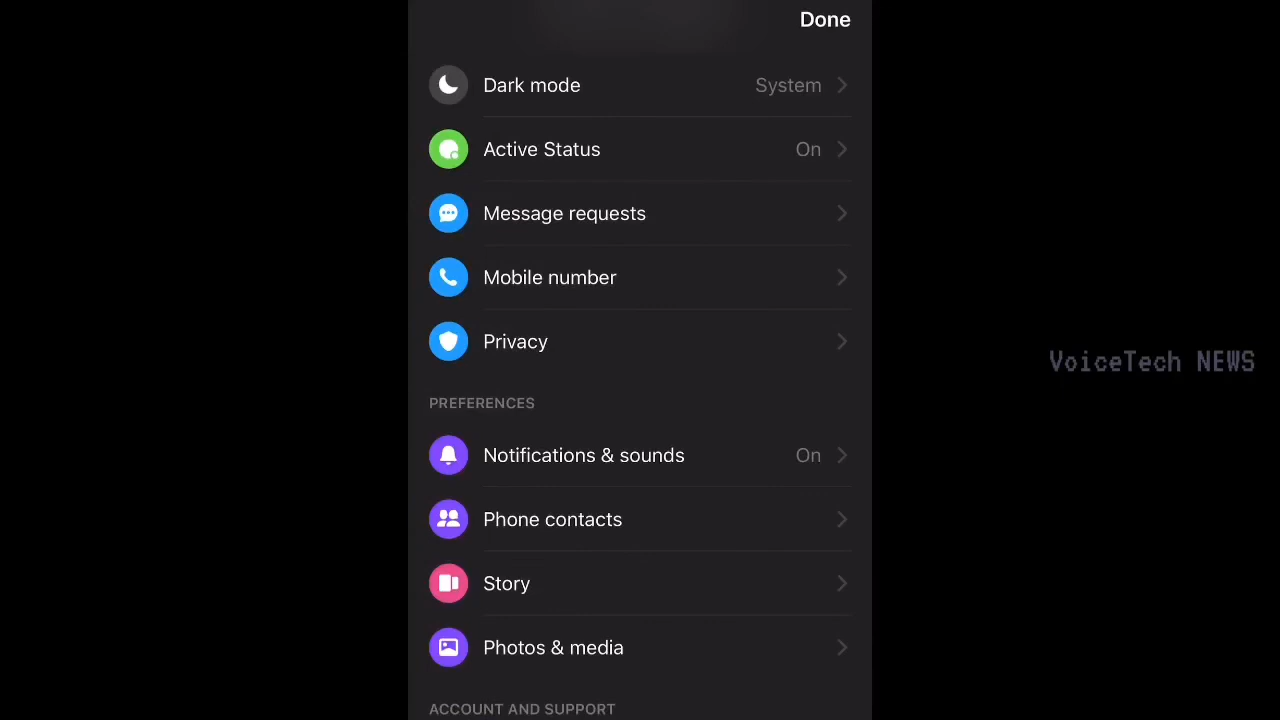 Done
Dark mode System
Active Status On
Message requests
Mobile number
Privacy
VoiceTech NEWS
PREFERENCES
Notifications & sounds On
Phone contacts
Story
Photos & media
ACCOUNT AND SUPPORT